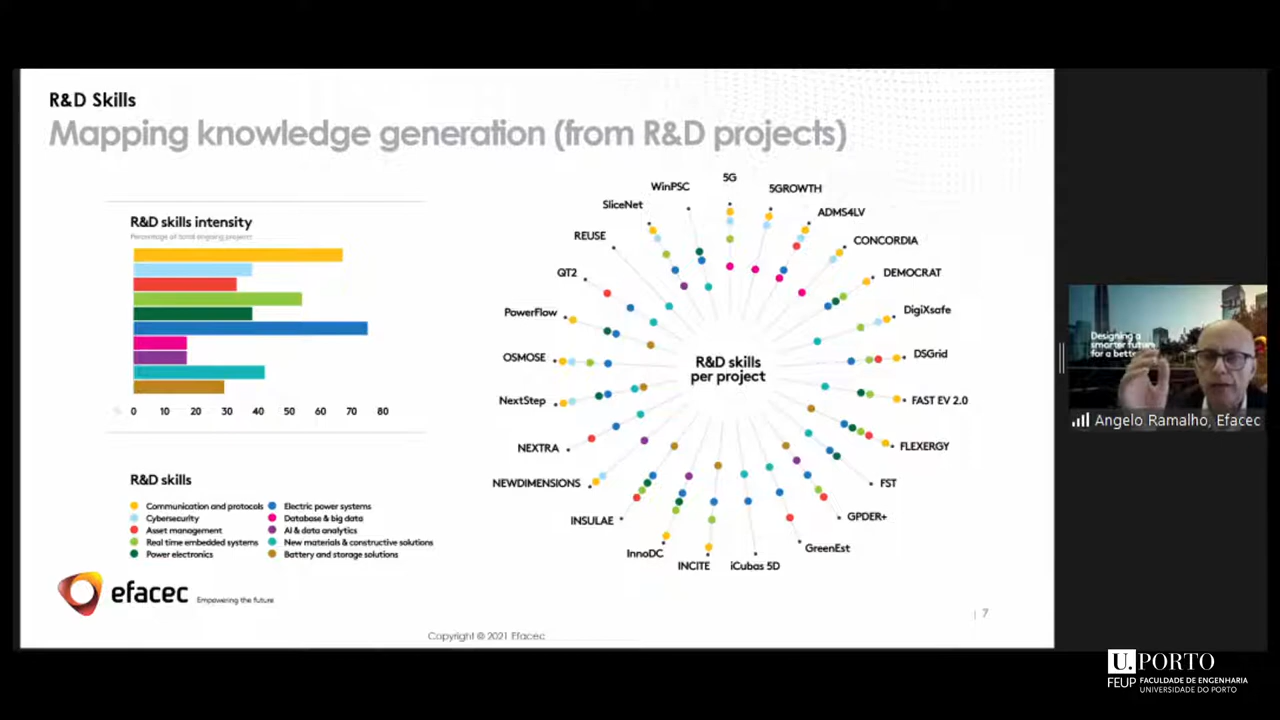 R&D Skills
Mapping knowledge generation (from R&D projects)
R&D skills intensity
Percentage of total ongoing projects
% 0 10 20 30 40 50 60 70 80
R&D skills
Communication and protocols
Cybersecurity
Asset management
Real time embedded systems
Power electronics
Electric power systems
Database & big data
AI & data analytics
New materials & constructive solutions
Battery and storage solutions
R&D skills
per project
5G
5GROWTH
ADMS4LV
CONCORDIA
DEMOCRAT
DigiXsafe
DSGrid
FAST EV 2.0
FLEXERGY
FST
GPDER+
GreenEst
iCubas 5D
INCITE
InnoDC
INSULAE
NEWDIMENSIONS
NEXTRA
NextStep
OSMOSE
PowerFlow
QT2
REUSE
SliceNet
WinPSC
efacec Empowering the future
Copyright © 2021 Efacec
| 7
Designing a
smarter future
for a better
Angelo Ramalho, Efacec
U.PORTO
FEUP FACULDADE DE ENGENHARIA
UNIVERSIDADE DO PORTO